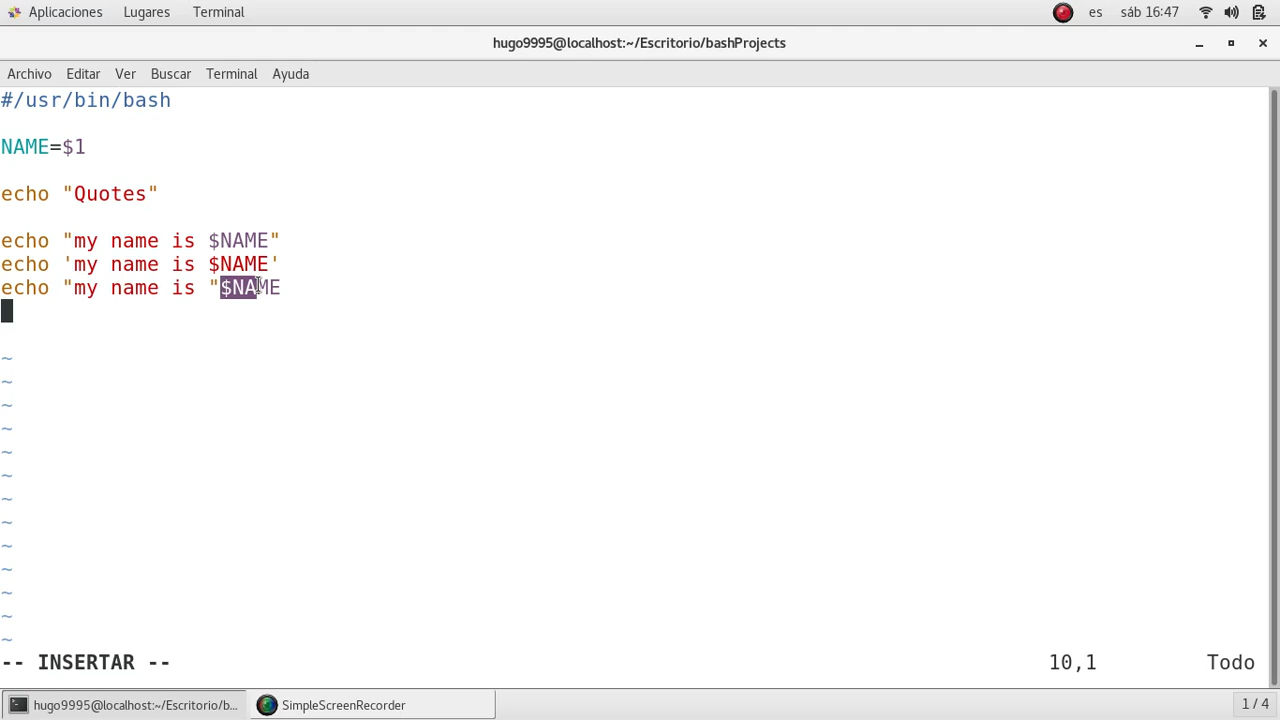 Aplicaciones Lugares Terminal es sáb 16:47
hugo9995@localhost:~/Escritorio/bashProjects
Archivo Editar Ver Buscar Terminal Ayuda
#/usr/bin/bash
NAME=$1
echo "Quotes"
echo "my name is $NAME"
echo 'my name is $NAME'
echo "my name is "$NAME
~
~
~
~
~
~
~
~
~
~
~
~
~
-- INSERTAR -- 10,1 Todo
hugo9995@localhost:~/Escritorio/b... SimpleScreenRecorder 1 / 4